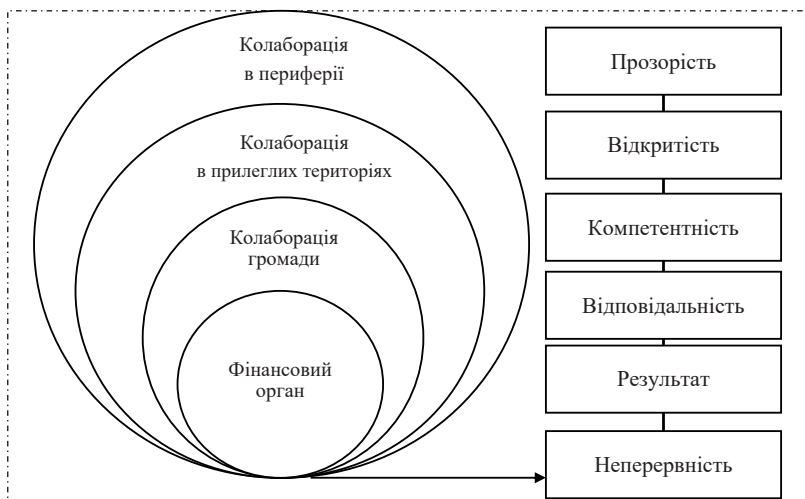 Колаборація
в периферії
Колаборація
в прилеглих територіях
Колаборація
громади
Фінансовий
орган
Прозорість
Відкритість
Компетентність
Відповідальність
Результат
Неперервність